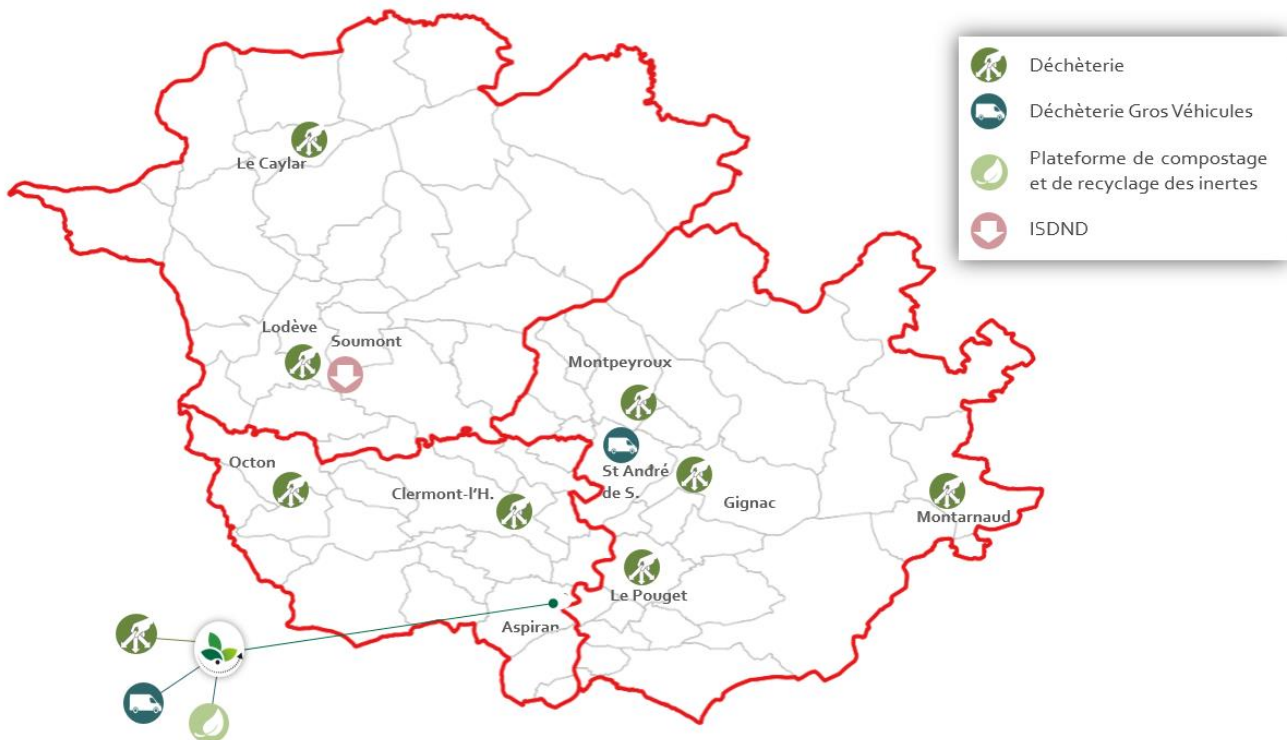 Déchèterie
Déchèterie Gros Véhicules
Plateforme de compostage
et de recyclage des inertes
ISDND
Le Caylar
Lodève
Soumont
Montpeyroux
Octon
Clermont-l'H.
St André
de S.
Gignac
Montarnaud
Le Pouget
Aspiran